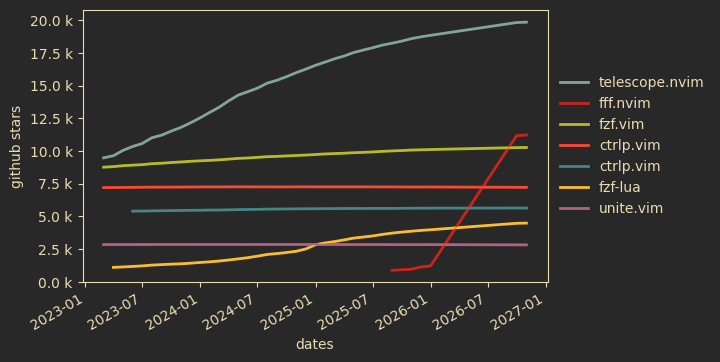 20.0 k
17.5 k
15.0 k
12.5 k
10.0 k
7.5 k
5.0 k
2.5 k
0.0 k
github stars
2023-01
2023-07
2024-01
2024-07
2025-01
2025-07
2026-01
2026-07
2027-01
dates
telescope.nvim
fff.nvim
fzf.vim
ctrlp.vim
ctrlp.vim
fzf-lua
unite.vim